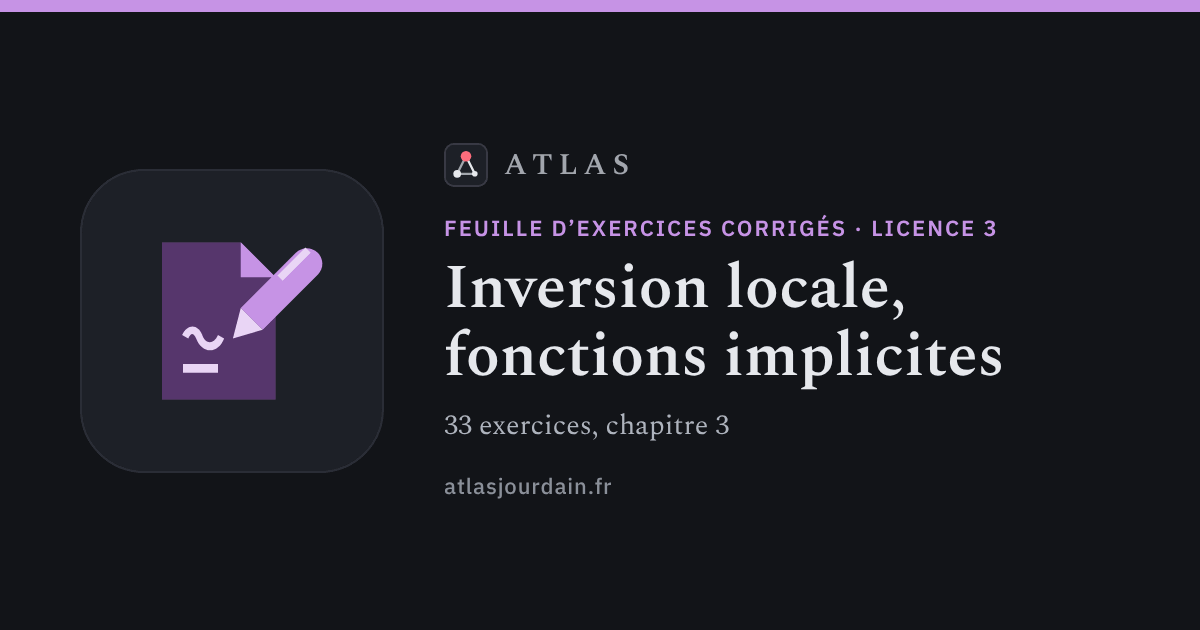 ATLAS
FEUILLE D’EXERCICES CORRIGÉS · LICENCE 3
Inversion locale,
fonctions implicites
33 exercices, chapitre 3
atlasjourdain.fr